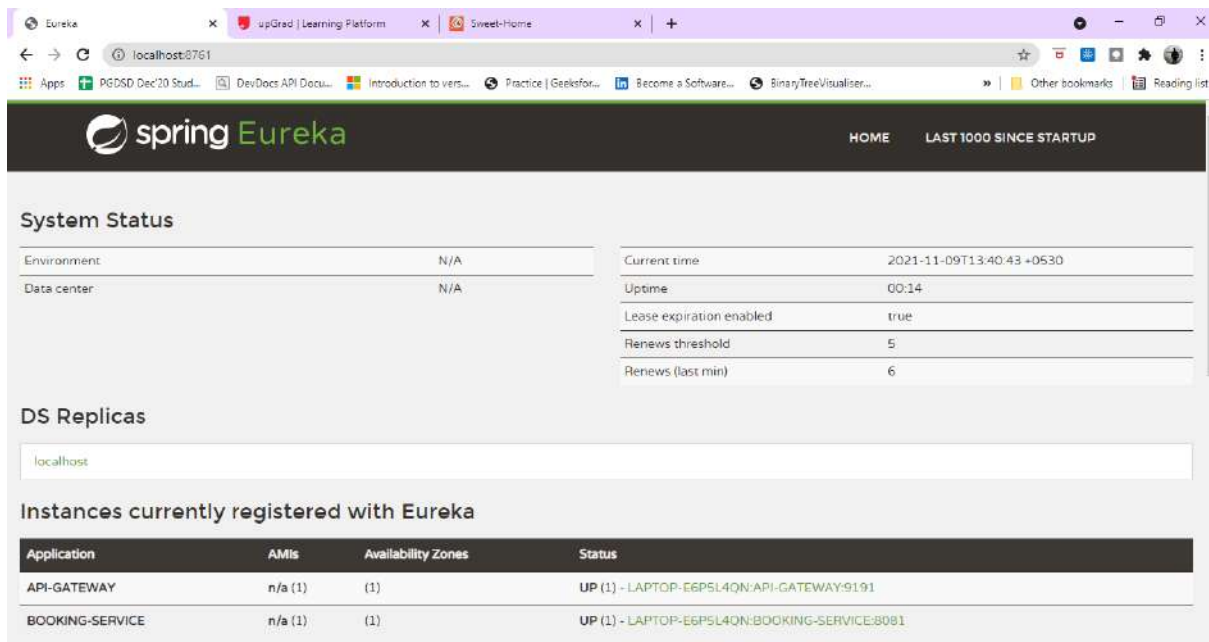 Eureka
upGrad | Learning Platform
Sweet-Home
localhost:8761
Apps
PGDSD Dec'20 Stud...
DevDocs API Docu...
Introduction to vers...
Practice | Geeksfor...
Become a Software...
BinaryTreeVisualiser...
Other bookmarks
Reading list
spring Eureka
HOME LAST 1000 SINCE STARTUP
System Status
Environment N/A
Data center N/A
Current time 2021-11-09T13:40:43 +0530
Uptime 00:14
Lease expiration enabled true
Renews threshold 5
Renews (last min) 6
DS Replicas
localhost
Instances currently registered with Eureka
Application AMIs Availability Zones Status
API-GATEWAY n/a (1) (1) UP (1) - LAPTOP-E6P5L4QN:API-GATEWAY:9191
BOOKING-SERVICE n/a (1) (1) UP (1) - LAPTOP-E6P5L4QN:BOOKING-SERVICE:8081